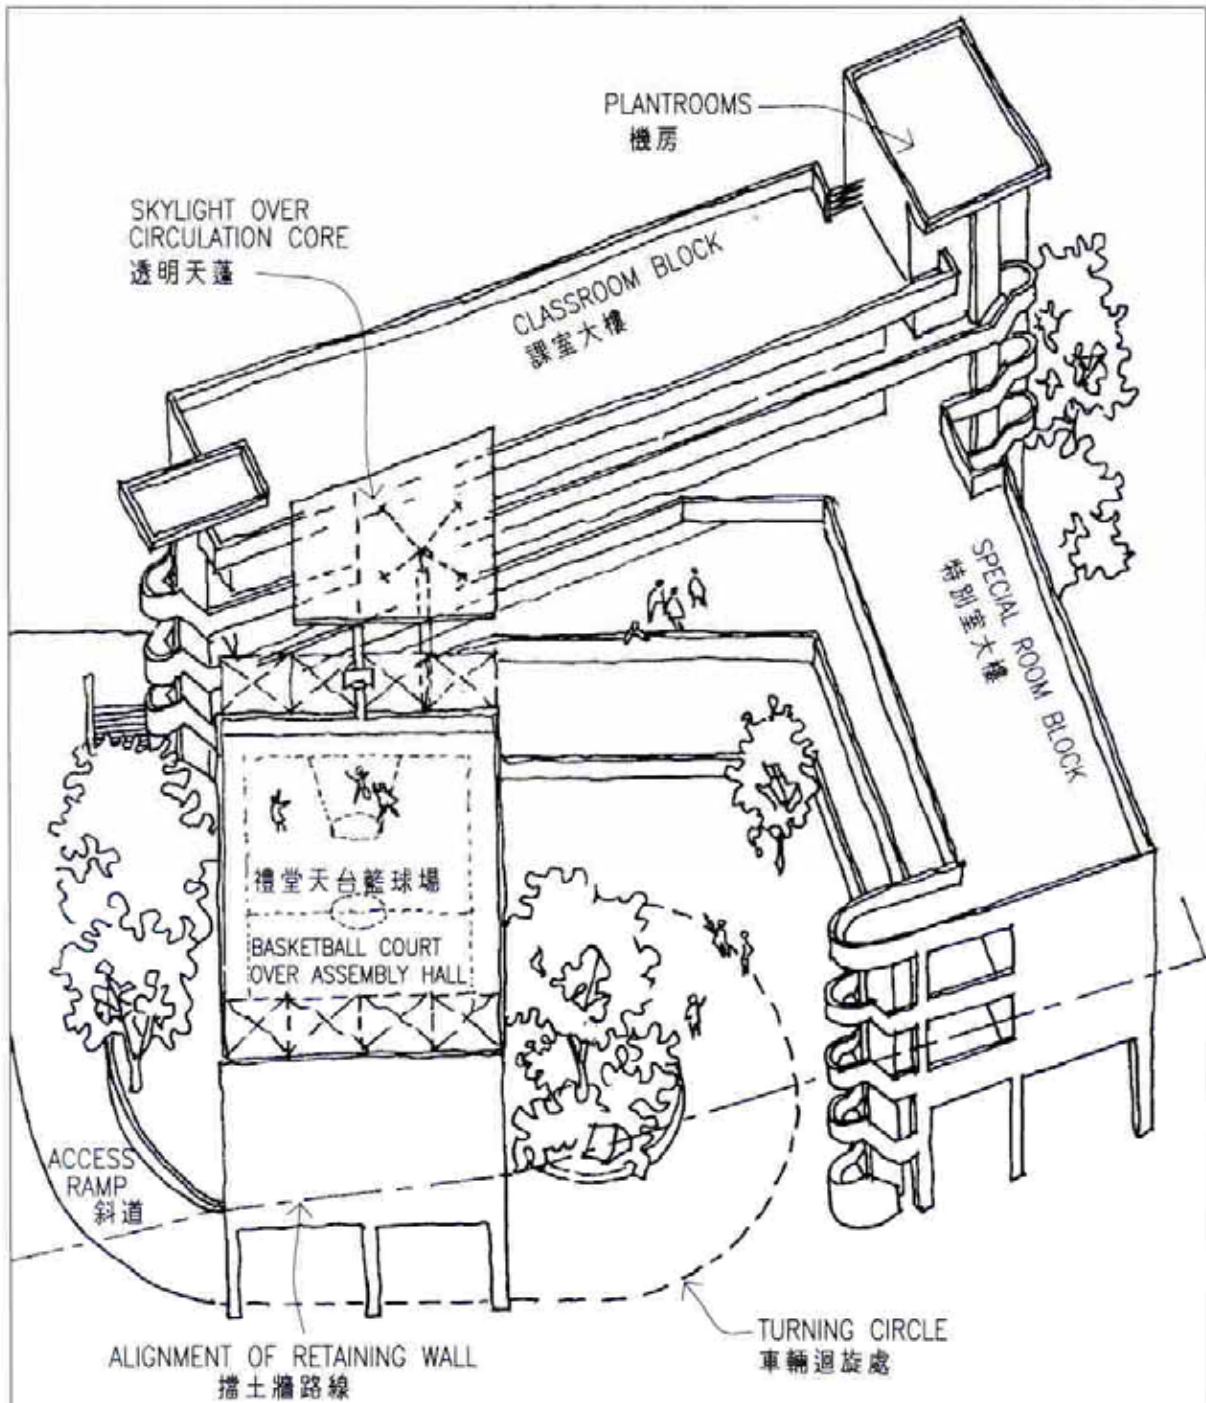 PLANTROOMS
機房
SKYLIGHT OVER
CIRCULATION CORE
透明天蓬
CLASSROOM BLOCK
課室大樓
SPECIAL ROOM BLOCK
特別室大樓
禮堂天台籃球場
BASKETBALL COURT
OVER ASSEMBLY HALL
ACCESS
RAMP
斜道
ALIGNMENT OF RETAINING WALL
擋土牆路線
TURNING CIRCLE
車輛迴旋處